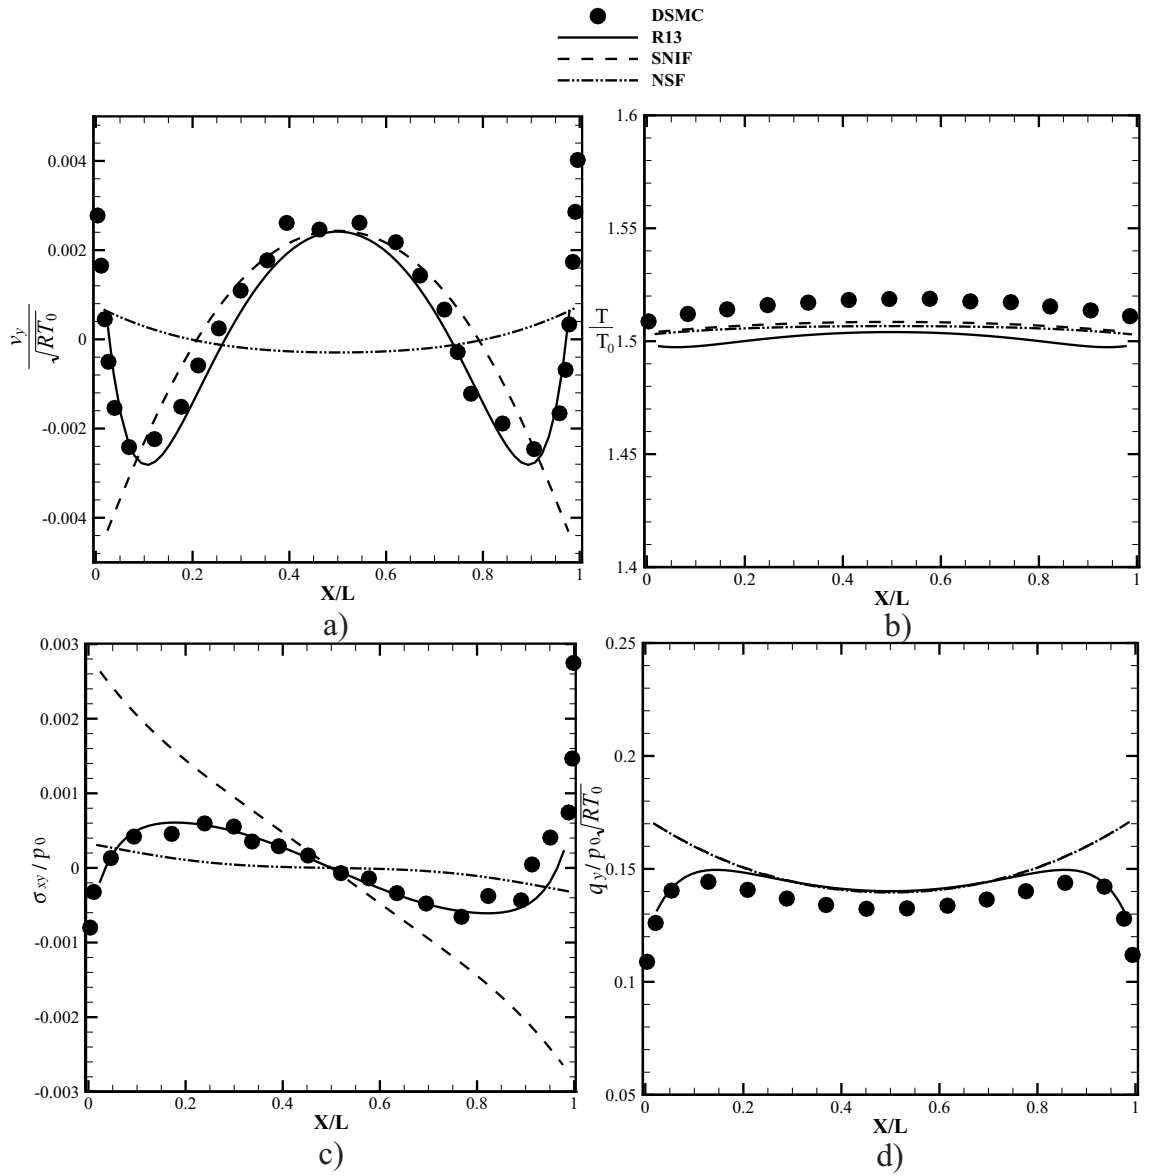 DSMC
R13
SNIF
NSF
0.004
0.002
0
-0.002
-0.004
v_y / √RT_0
0 0.2 0.4 0.6 0.8 1
X/L
a)
1.6
1.55
1.5
1.45
1.4
T / T_0
0 0.2 0.4 0.6 0.8 1
X/L
b)
0.003
0.002
0.001
0
-0.001
-0.002
-0.003
σ_xy / p_0
0 0.2 0.4 0.6 0.8 1
X/L
c)
0.25
0.2
0.15
0.1
0.05
q_y / p_0 √RT_0
0 0.2 0.4 0.6 0.8 1
X/L
d)